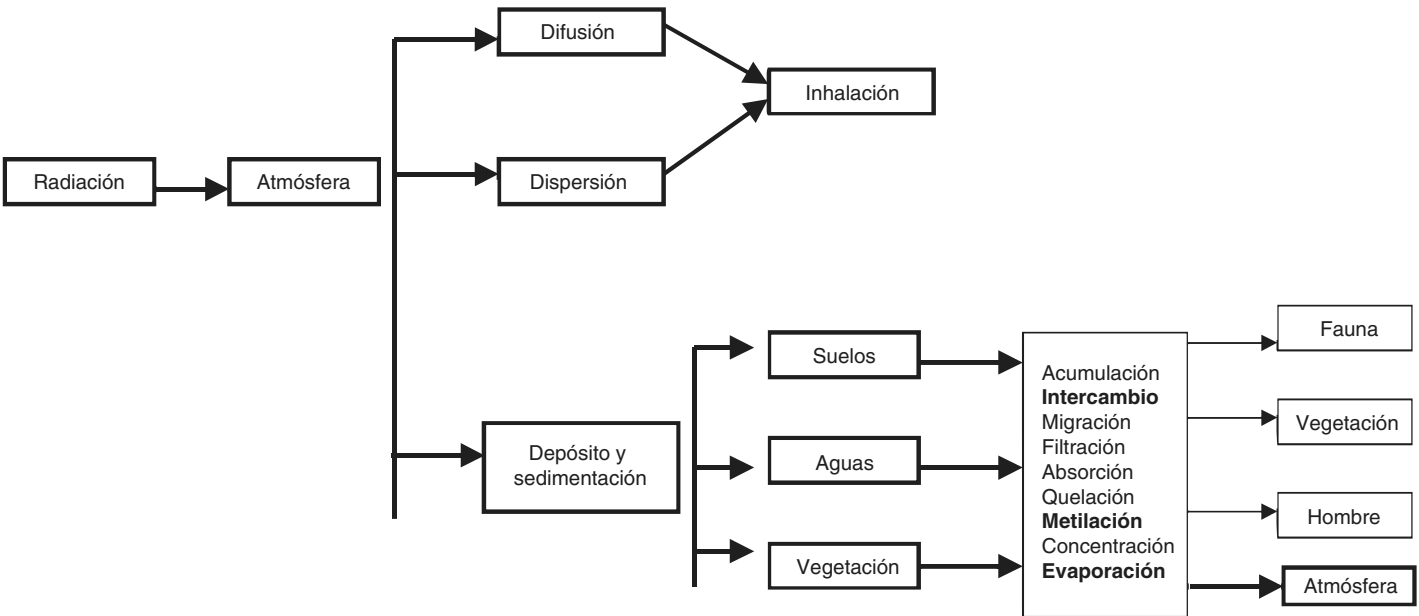 Radiación
Atmósfera
Difusión
Dispersión
Inhalación
Depósito y
sedimentación
Suelos
Aguas
Vegetación
Acumulación
Intercambio
Migración
Filtración
Absorción
Quelación
Metilación
Concentración
Evaporación
Fauna
Vegetación
Hombre
Atmósfera